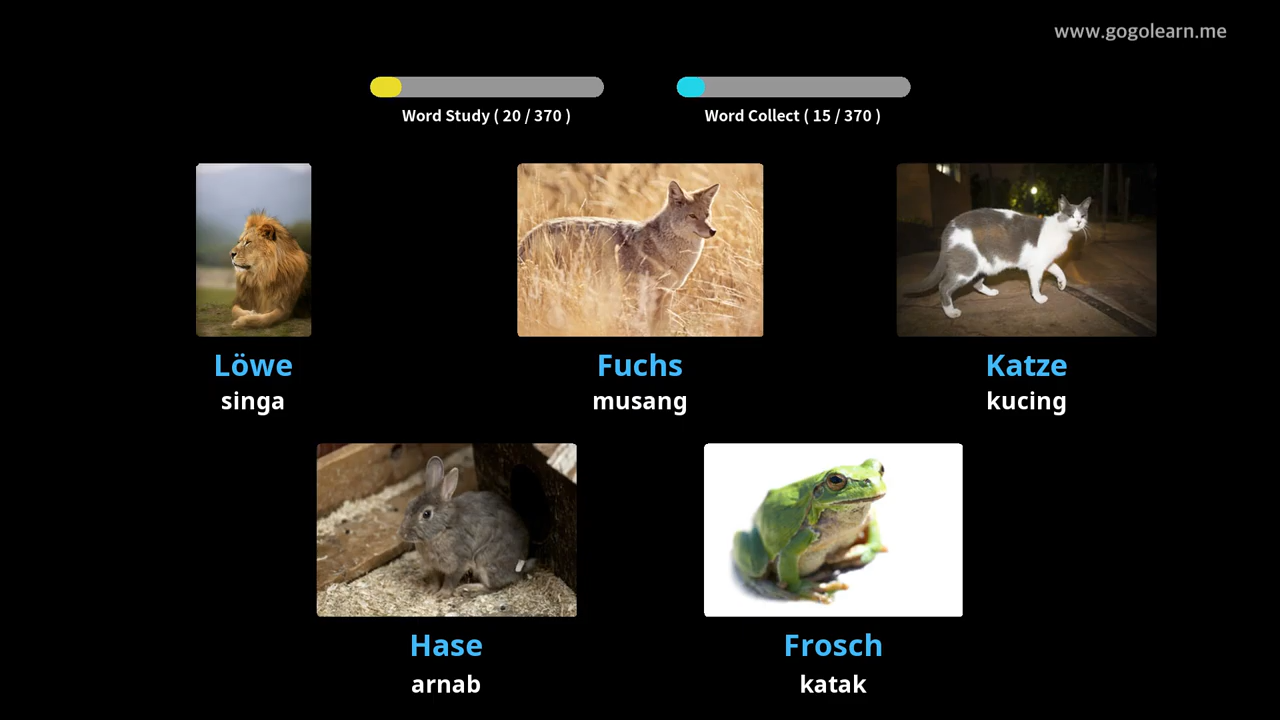 www.gogolearn.me
Word Study ( 20 / 370 )
Word Collect ( 15 / 370 )
Löwe
singa
Fuchs
musang
Katze
kucing
Hase
arnab
Frosch
katak